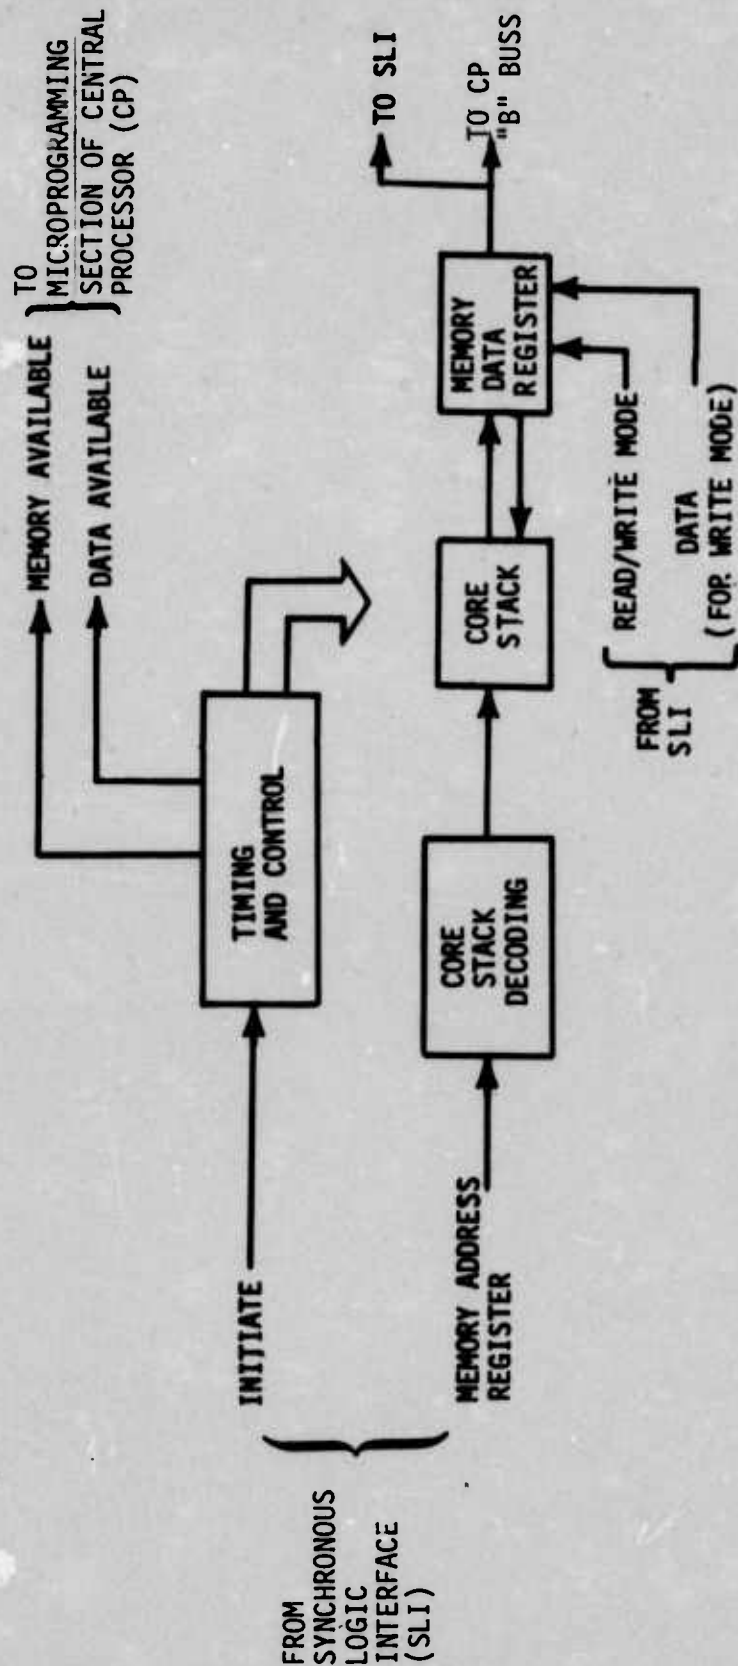 FROM
SYNCHRONOUS
LOGIC
INTERFACE
(SLI)
INITIATE
MEMORY ADDRESS
REGISTER
TIMING
AND CONTROL
CORE
STACK
DECODING
MEMORY AVAILABLE
DATA AVAILABLE
TO
MICROPROGRAMMING
SECTION OF CENTRAL
PROCESSOR (CP)
CORE
STACK
MEMORY
DATA
REGISTER
TO SLI
TO CP
"B" BUSS
FROM
SLI
READ/WRITE MODE
DATA
(FOR WRITE MODE)